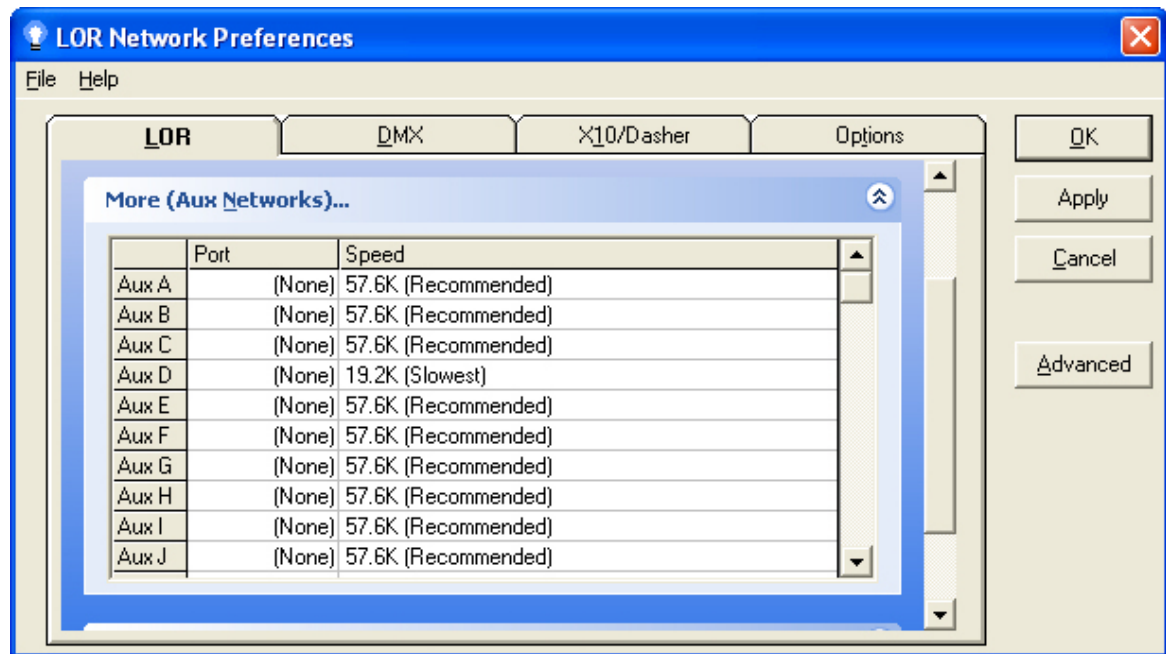 LOR Network Preferences
File Help
LOR DMX X10/Dasher Options
OK
Apply
Cancel
Advanced
More (Aux Networks)...
Port Speed
Aux A (None) 57.6K (Recommended)
Aux B (None) 57.6K (Recommended)
Aux C (None) 57.6K (Recommended)
Aux D (None) 19.2K (Slowest)
Aux E (None) 57.6K (Recommended)
Aux F (None) 57.6K (Recommended)
Aux G (None) 57.6K (Recommended)
Aux H (None) 57.6K (Recommended)
Aux I (None) 57.6K (Recommended)
Aux J (None) 57.6K (Recommended)